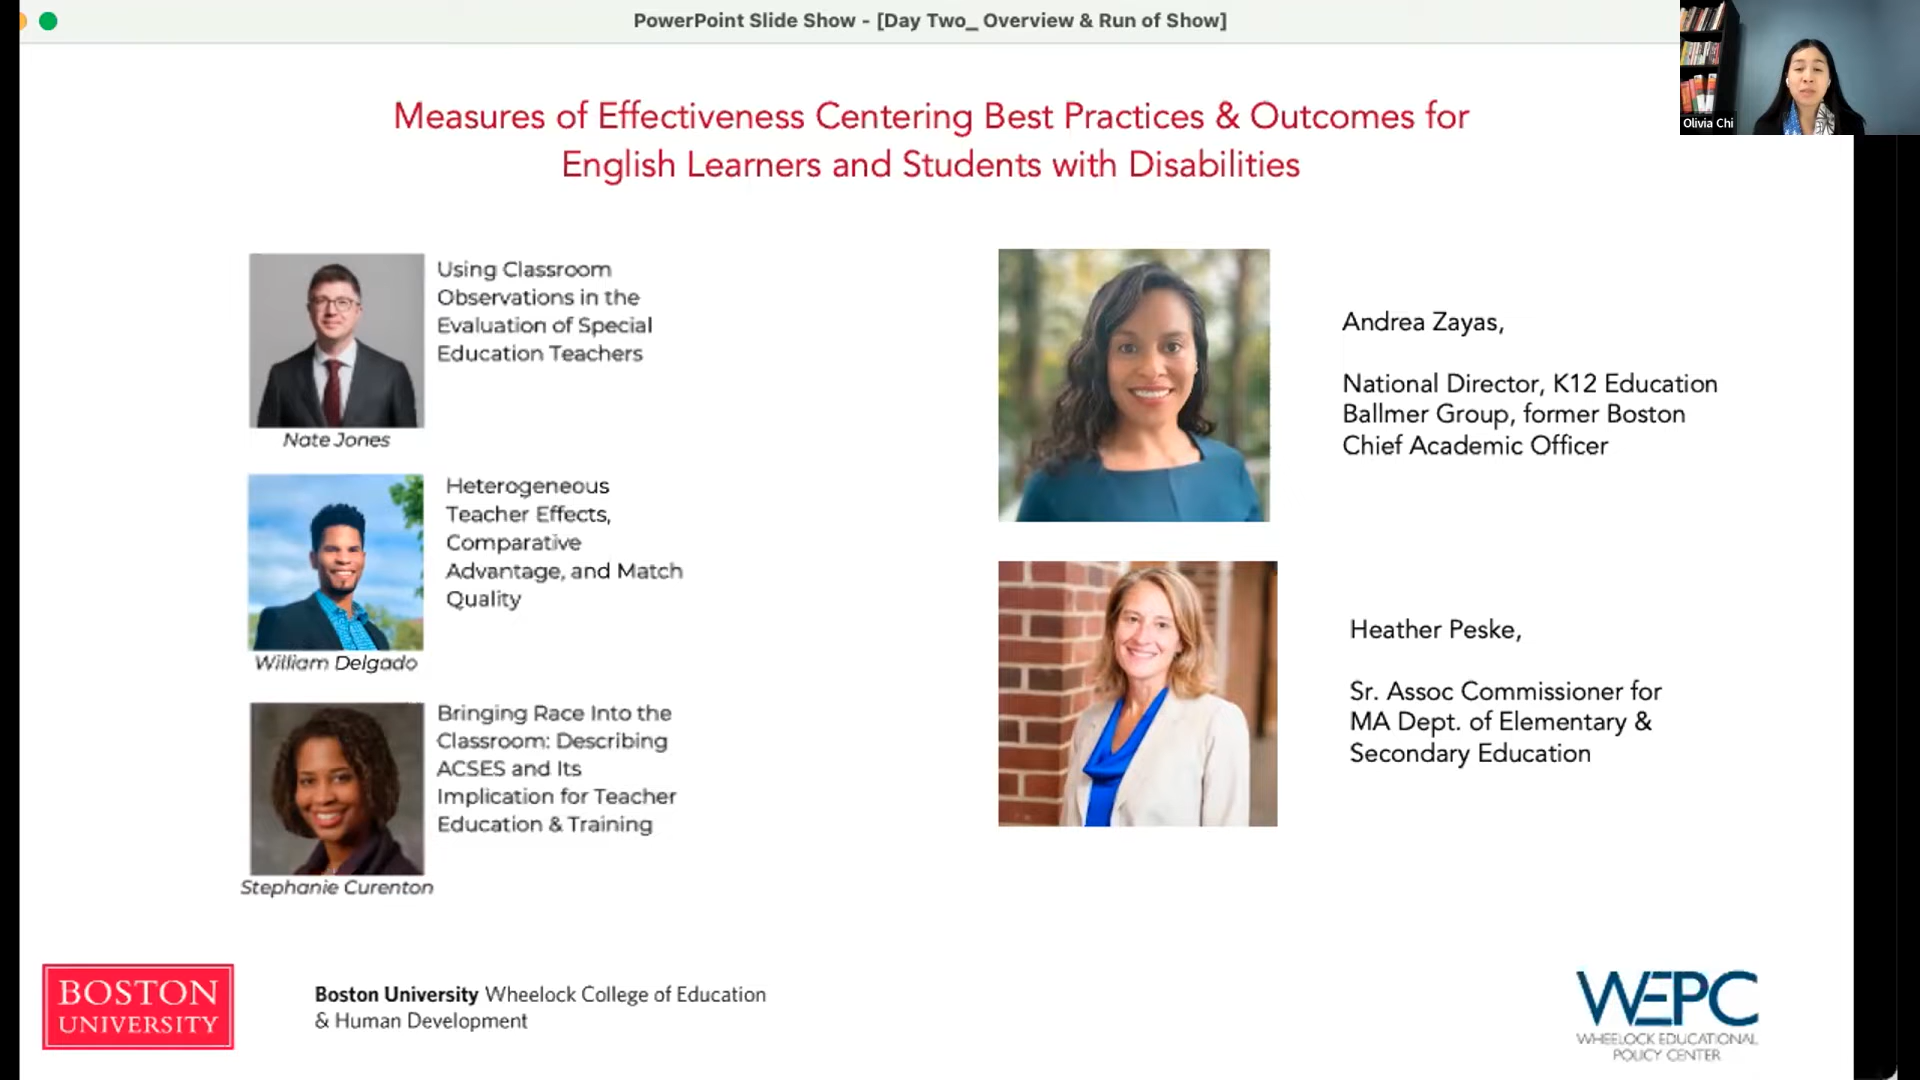 PowerPoint Slide Show - [Day Two_ Overview & Run of Show]
Olivia Chi
Measures of Effectiveness Centering Best Practices & Outcomes for
English Learners and Students with Disabilities
Using Classroom
Observations in the
Evaluation of Special
Education Teachers
Nate Jones
Heterogeneous
Teacher Effects,
Comparative
Advantage, and Match
Quality
William Delgado
Bringing Race Into the
Classroom: Describing
ACSES and Its
Implication for Teacher
Education & Training
Stephanie Curenton
Andrea Zayas,
National Director, K12 Education
Ballmer Group, former Boston
Chief Academic Officer
Heather Peske,
Sr. Assoc Commissioner for
MA Dept. of Elementary &
Secondary Education
BOSTON
UNIVERSITY
Boston University Wheelock College of Education
& Human Development
WEPC
WHEELOCK EDUCATIONAL
POLICY CENTER